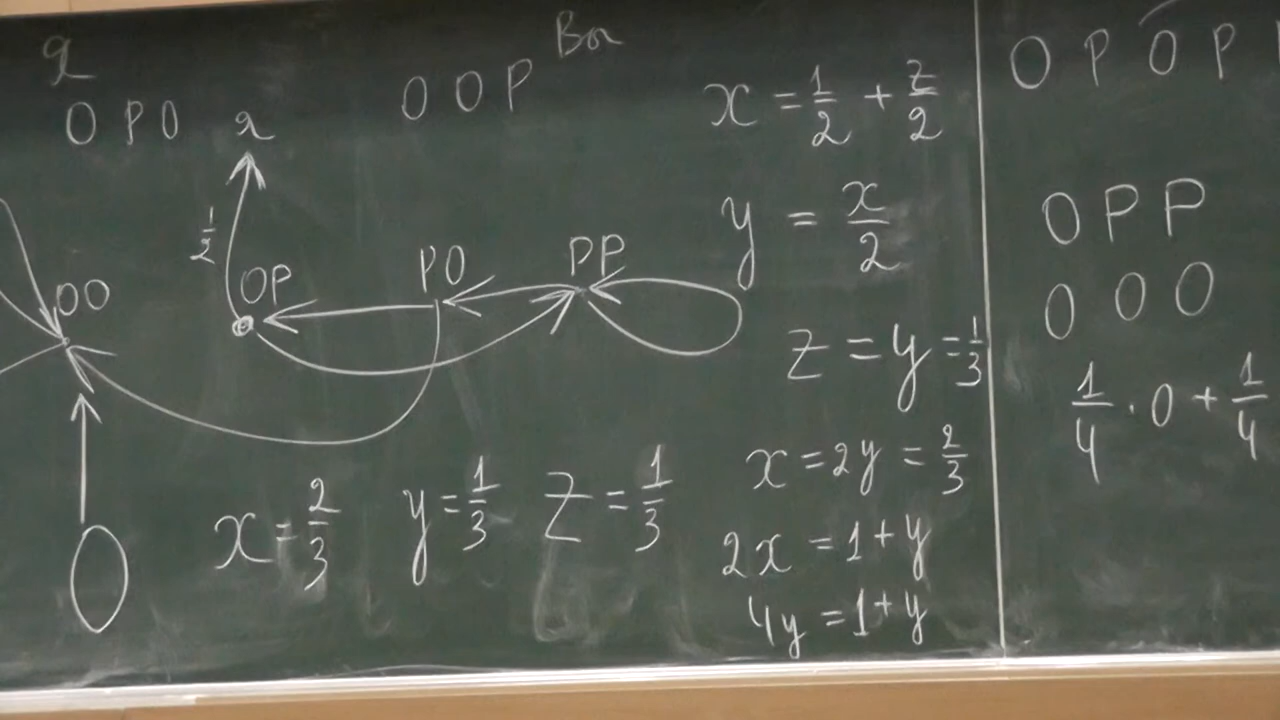 OPO
OOP
a
1/2
OO
OP
PO
PP
O
x = 2/3 y = 1/3 z = 1/3
x = 1/2 + z/2
y = x/2
z = y = 1/3
x = 2y = 2/3
2x = 1 + y
4y = 1 + y
OPOP
OPP
OOO
1/4 · 0 + 1/4